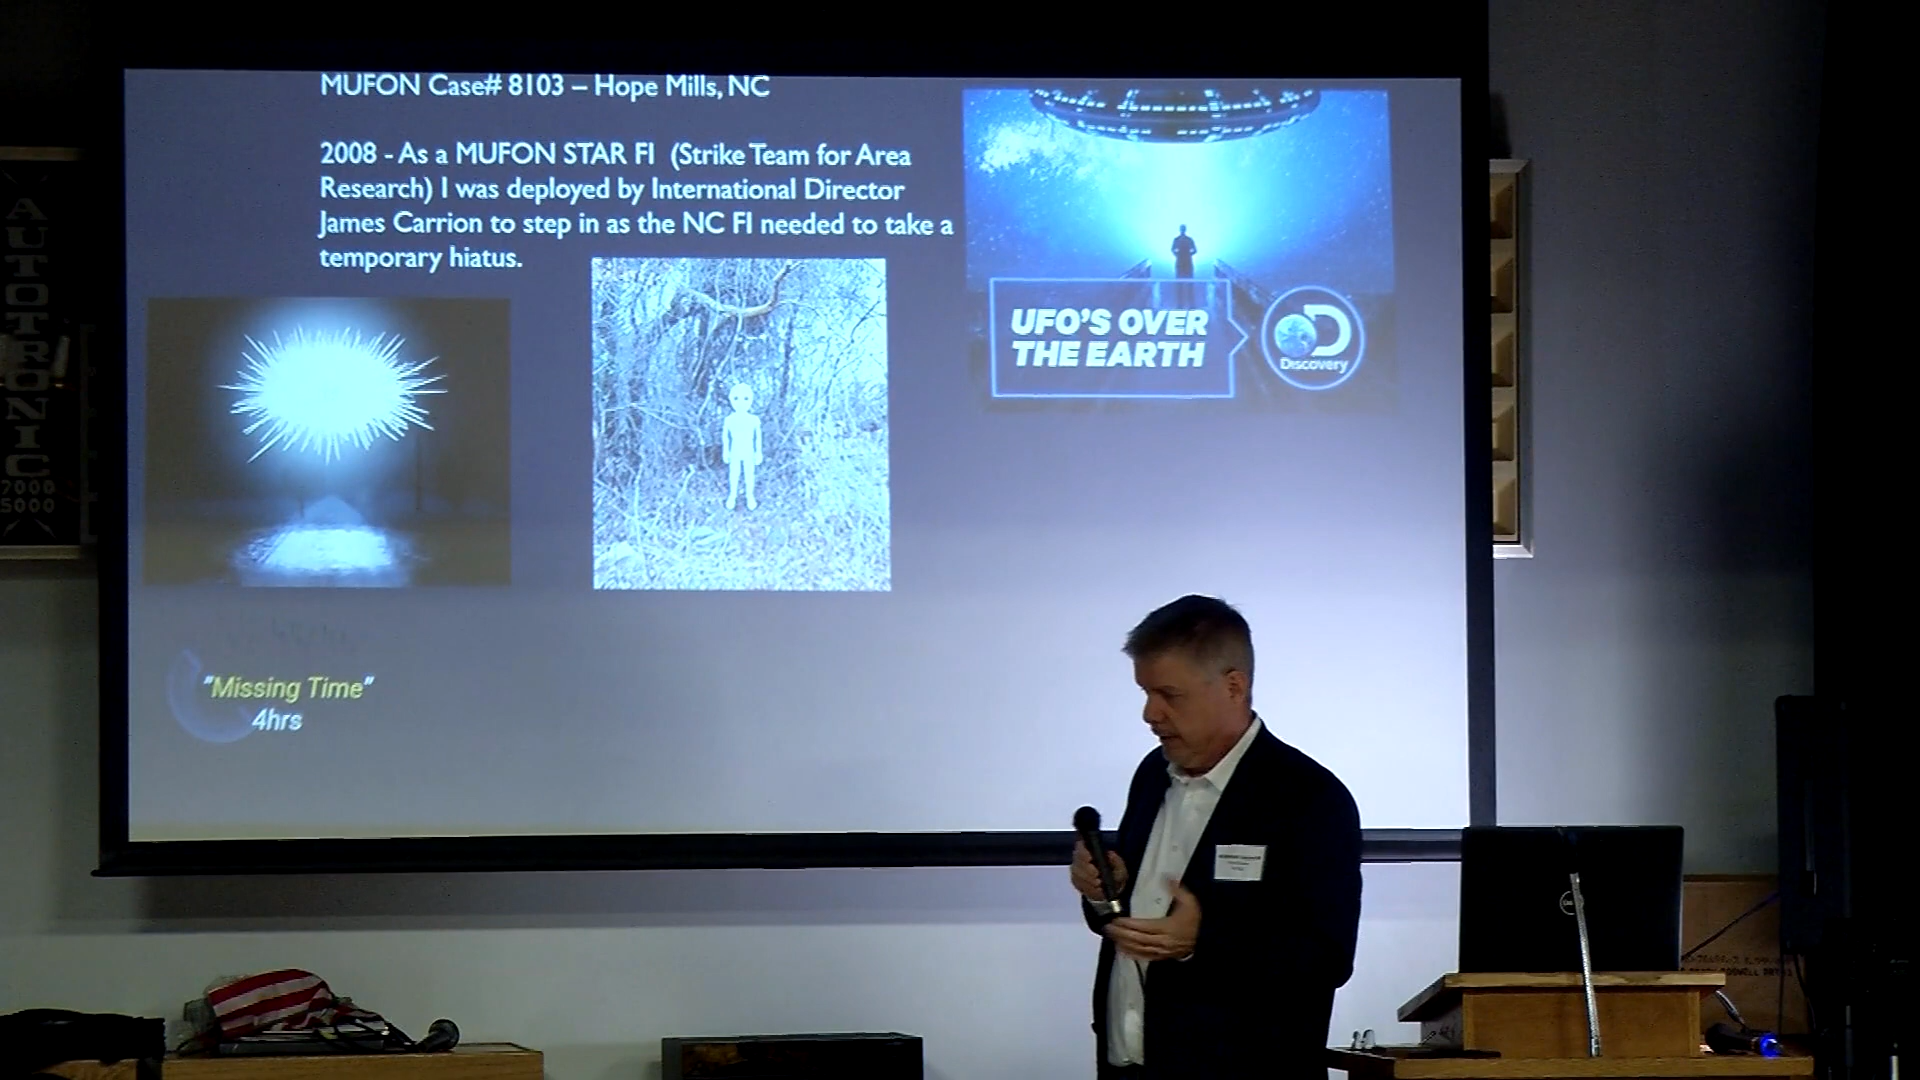 MUFON Case# 8103 – Hope Mills, NC
2008 - As a MUFON STAR FI (Strike Team for Area
Research) I was deployed by International Director
James Carrion to step in as the NC FI needed to take a
temporary hiatus.
UFO'S OVER
THE EARTH
Discovery
"Missing Time"
4hrs
AUTOTRONIC
7000
5000